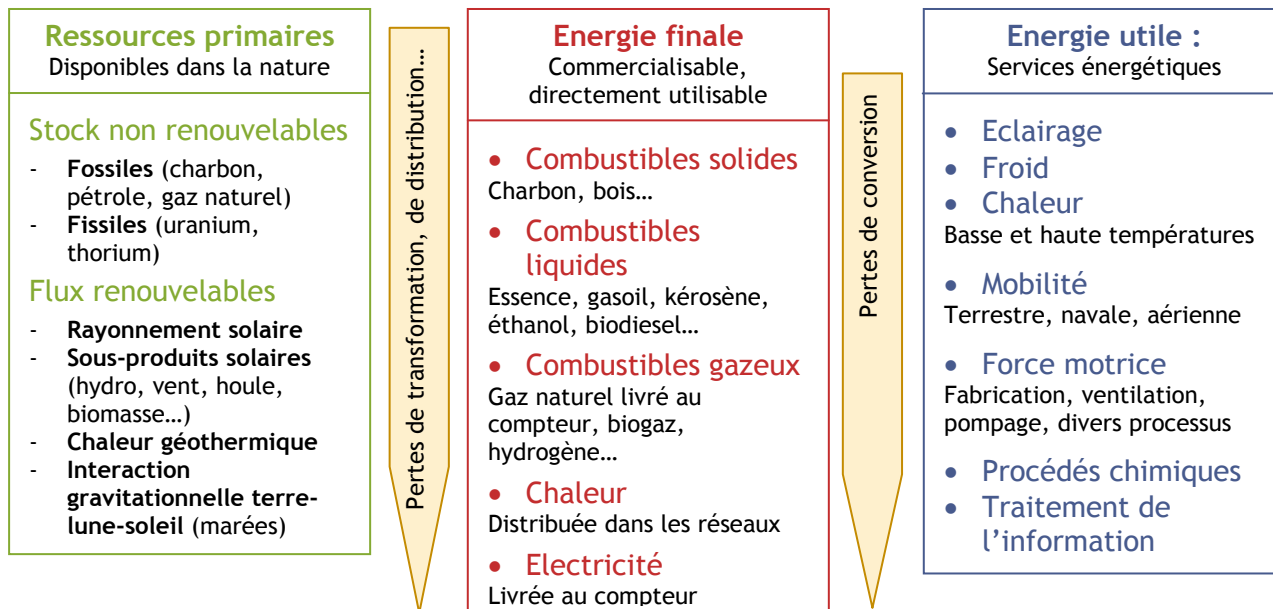 Ressources primaires
Disponibles dans la nature
Stock non renouvelables
- Fossiles (charbon,
pétrole, gaz naturel)
- Fissiles (uranium,
thorium)
Flux renouvelables
- Rayonnement solaire
- Sous-produits solaires
(hydro, vent, houle,
biomasse…)
- Chaleur géothermique
- Interaction
gravitationnelle terre-
lune-soleil (marées)
Pertes de transformation, de distribution…
Energie finale
Commercialisable,
directement utilisable
• Combustibles solides
Charbon, bois…
• Combustibles
liquides
Essence, gasoil, kérosène,
éthanol, biodiesel…
• Combustibles gazeux
Gaz naturel livré au
compteur, biogaz,
hydrogène…
• Chaleur
Distribuée dans les réseaux
• Electricité
Livrée au compteur
Pertes de conversion
Energie utile :
Services énergétiques
• Eclairage
• Froid
• Chaleur
Basse et haute températures
• Mobilité
Terrestre, navale, aérienne
• Force motrice
Fabrication, ventilation,
pompage, divers processus
• Procédés chimiques
• Traitement de
l’information